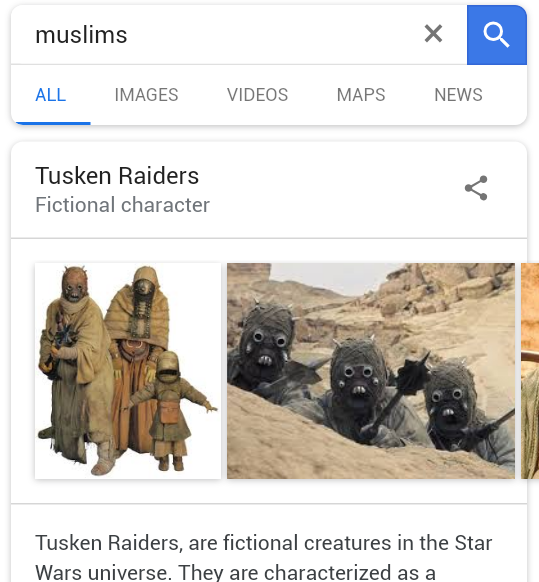 muslims
ALL IMAGES VIDEOS MAPS NEWS
Tusken Raiders
Fictional character
Tusken Raiders, are fictional creatures in the Star
Wars universe. They are characterized as a